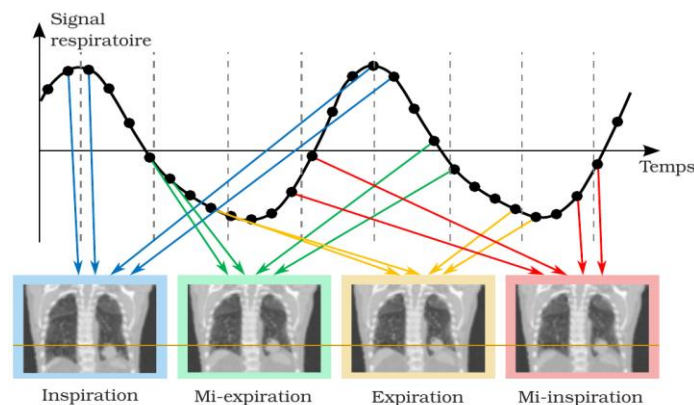 Signal
respiratoire
Temps
Inspiration
Mi-expiration
Expiration
Mi-inspiration